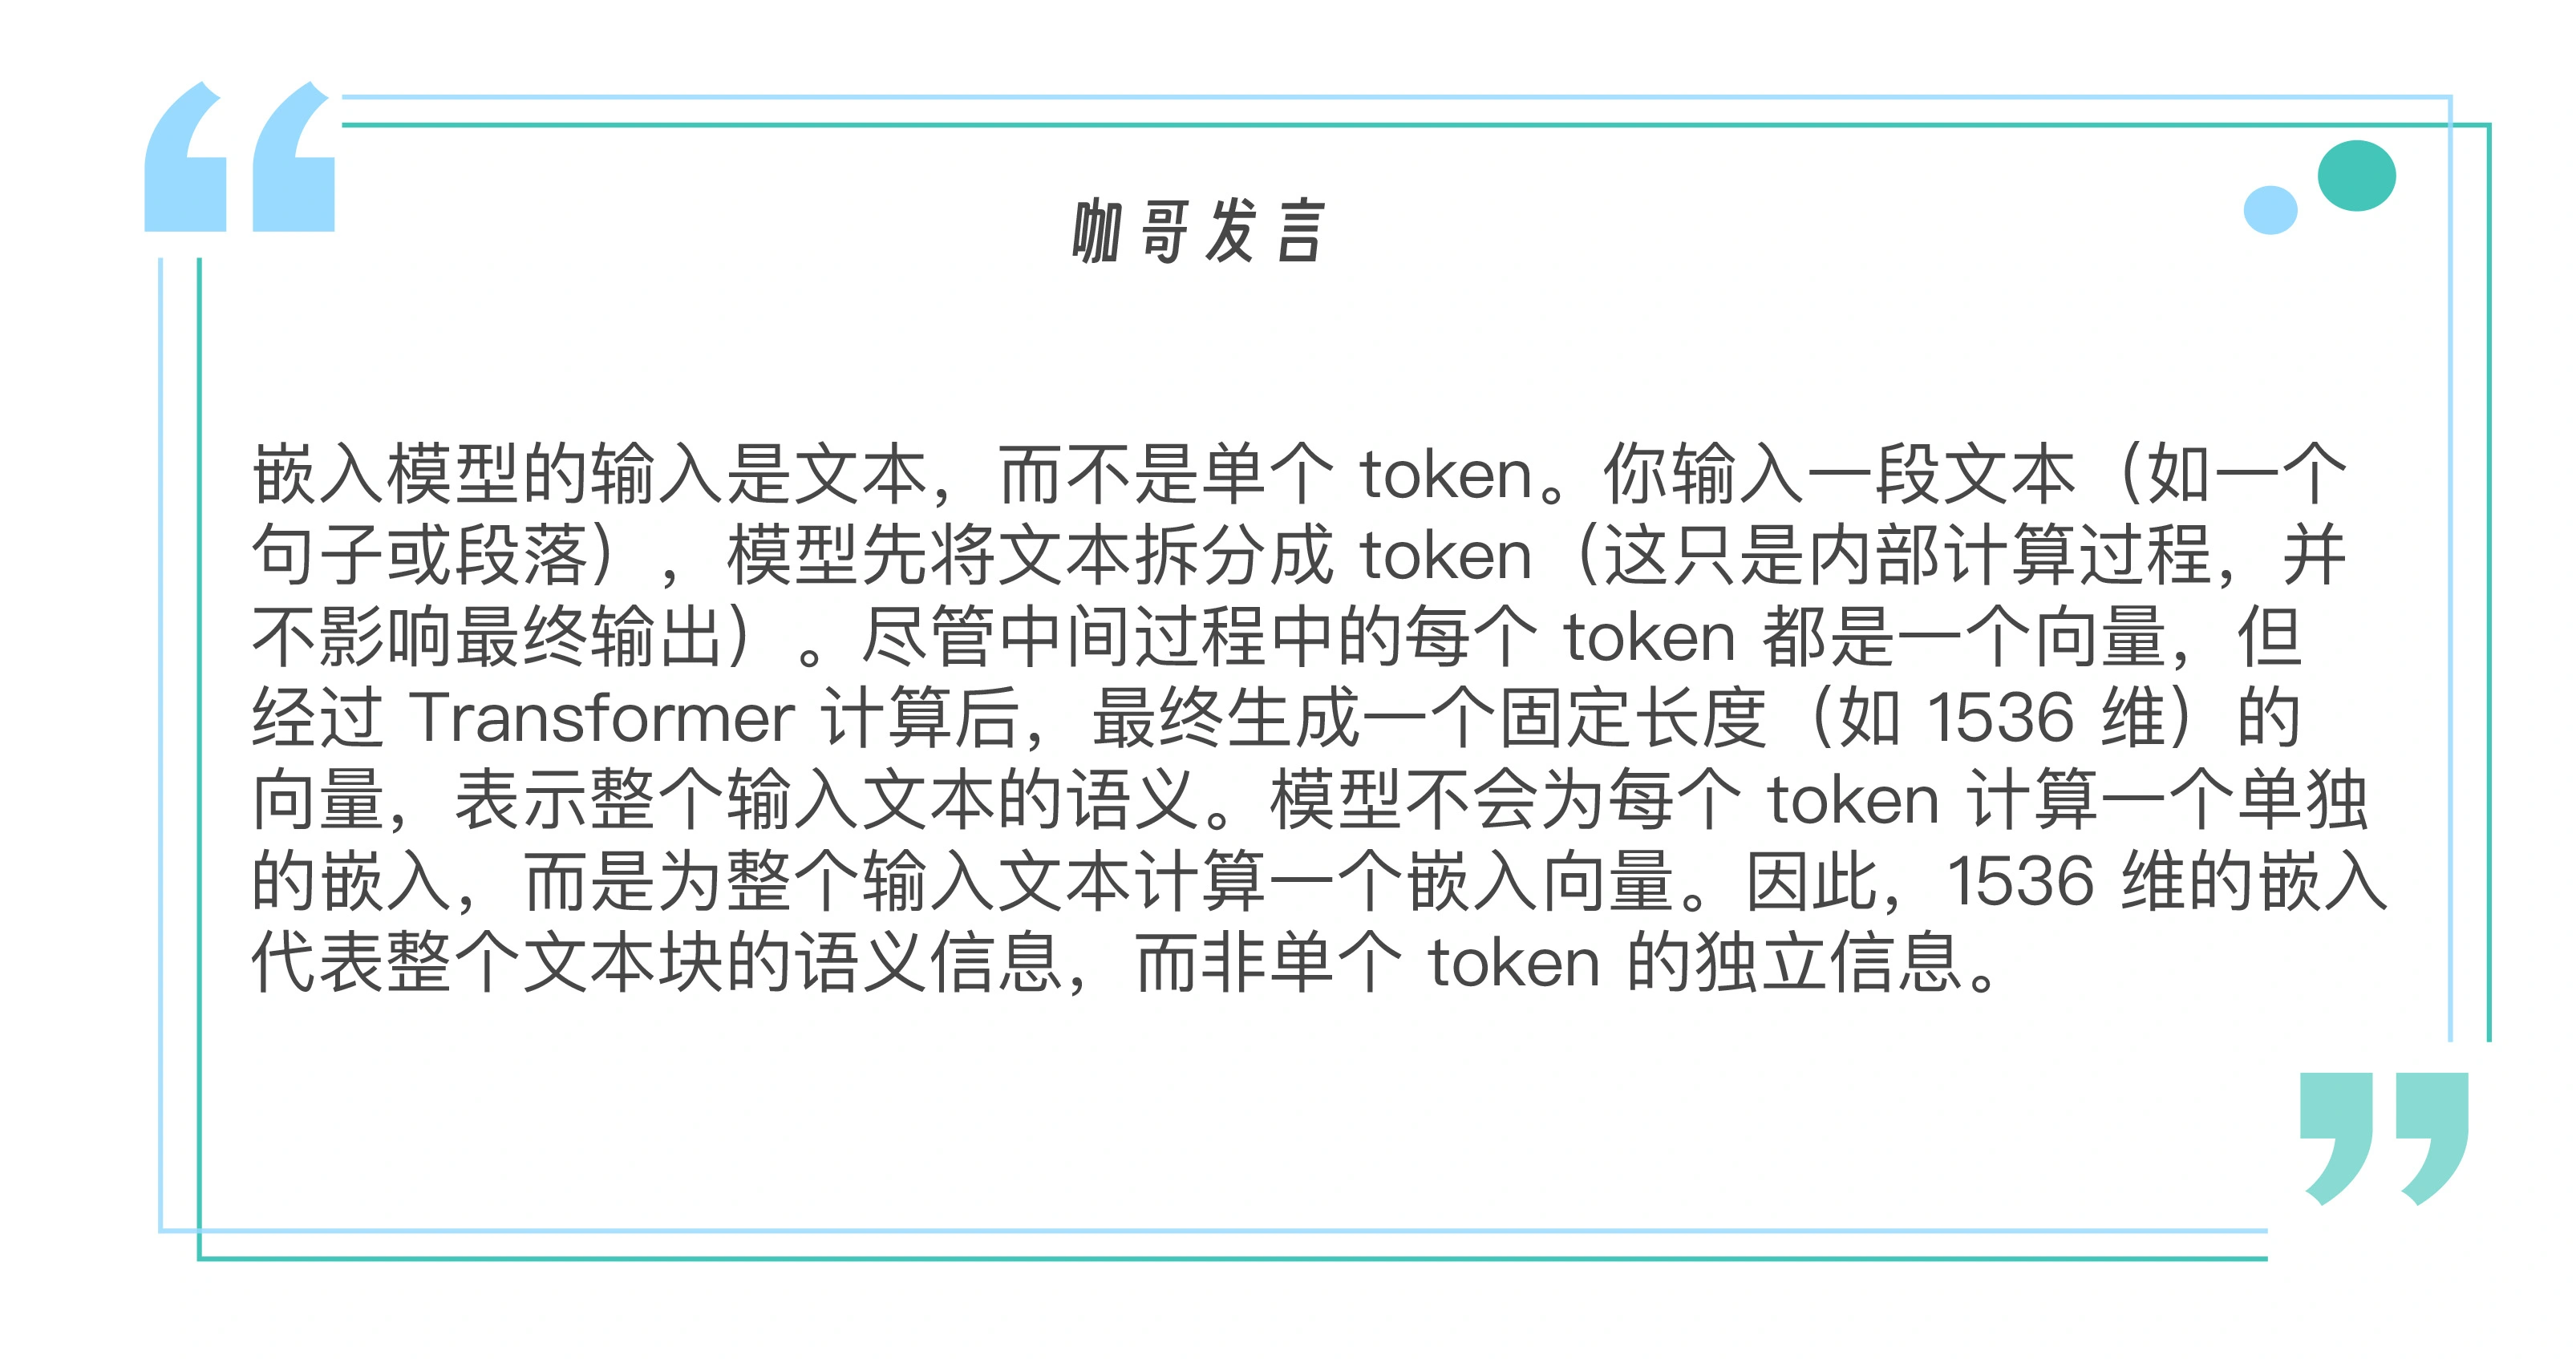 咖哥发言
嵌入模型的输入是文本，而不是单个 token。你输入一段文本（如一个
句子或段落），模型先将文本拆分成 token（这只是内部计算过程，并
不影响最终输出）。尽管中间过程中的每个 token 都是一个向量，但
经过 Transformer 计算后，最终生成一个固定长度（如 1536 维）的
向量，表示整个输入文本的语义。模型不会为每个 token 计算一个单独
的嵌入，而是为整个输入文本计算一个嵌入向量。因此，1536 维的嵌入
代表整个文本块的语义信息，而非单个 token 的独立信息。